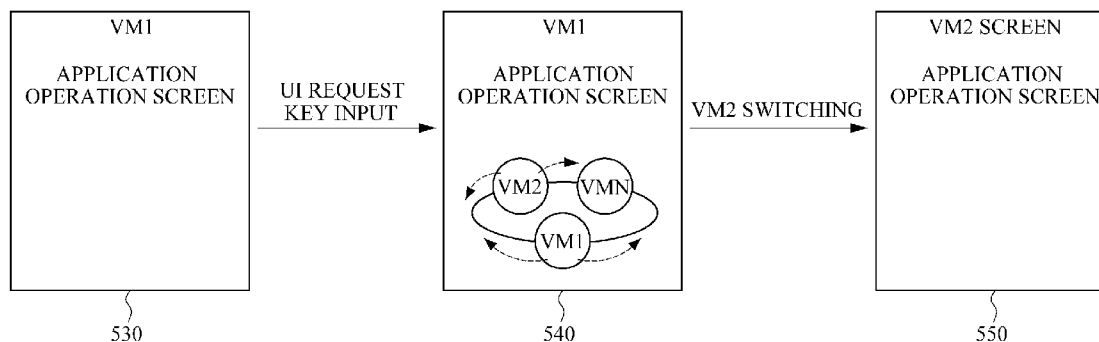 VM1
APPLICATION
OPERATION SCREEN
530
UI REQUEST
KEY INPUT
VM1
APPLICATION
OPERATION SCREEN
VM2
VMN
VM1
540
VM2 SWITCHING
VM2 SCREEN
APPLICATION
OPERATION SCREEN
550